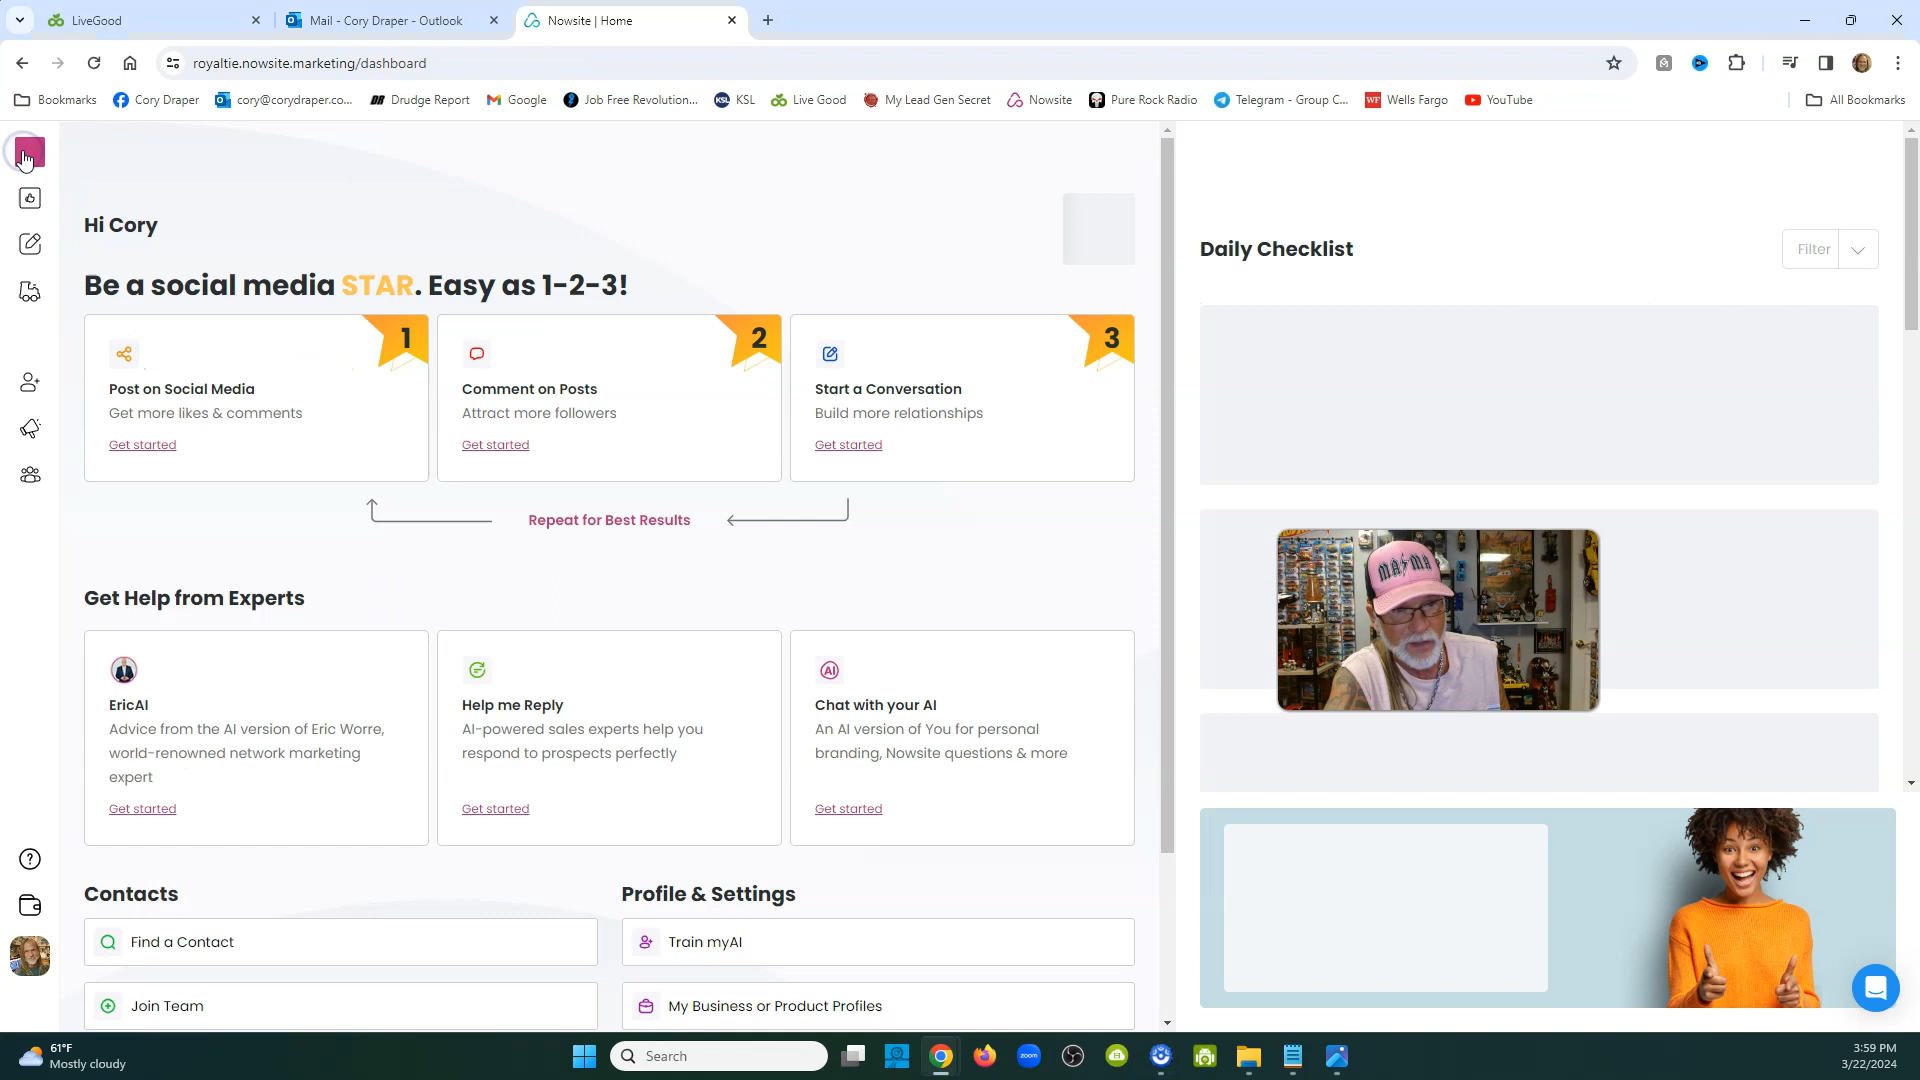 LiveGood
Mail - Cory Draper - Outlook
Nowsite | Home
royaltie.nowsite.marketing/dashboard
Bookmarks
Cory Draper
cory@corydraper.co...
Drudge Report
Google
Job Free Revolution...
KSL
Live Good
My Lead Gen Secret
Nowsite
Pure Rock Radio
Telegram - Group C...
WF Wells Fargo
YouTube
All Bookmarks
Hi Cory
Be a social media STAR. Easy as 1-2-3!
1
Post on Social Media
Get more likes & comments
Get started
2
Comment on Posts
Attract more followers
Get started
3
Start a Conversation
Build more relationships
Get started
Repeat for Best Results
Get Help from Experts
EricAI
Advice from the AI version of Eric Worre,
world-renowned network marketing
expert
Get started
Help me Reply
AI-powered sales experts help you
respond to prospects perfectly
Get started
AI
Chat with your AI
An AI version of You for personal
branding, Nowsite questions & more
Get started
Contacts
Find a Contact
Join Team
Profile & Settings
Train myAI
My Business or Product Profiles
Daily Checklist
Filter
61°F
Mostly cloudy
Search
zoom
3:59 PM
3/22/2024